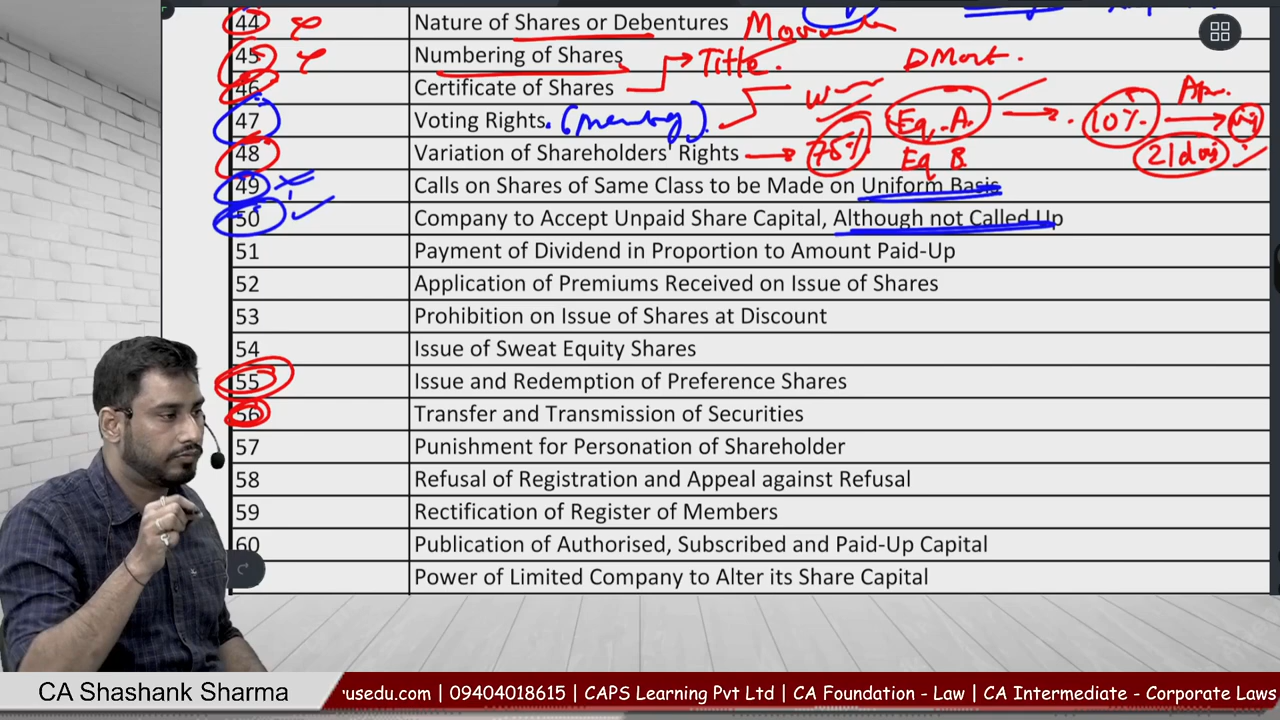 44 Nature of Shares or Debentures
45 Numbering of Shares Title. DMat.
46 Certificate of Shares
47 Voting Rights. Eq. A. 10%
48 Variation of Shareholders' Rights 75% Eq B 21 days
49 Calls on Shares of Same Class to be Made on Uniform Basis
50 Company to Accept Unpaid Share Capital, Although not Called Up
51 Payment of Dividend in Proportion to Amount Paid-Up
52 Application of Premiums Received on Issue of Shares
53 Prohibition on Issue of Shares at Discount
54 Issue of Sweat Equity Shares
55 Issue and Redemption of Preference Shares
56 Transfer and Transmission of Securities
57 Punishment for Personation of Shareholder
58 Refusal of Registration and Appeal against Refusal
59 Rectification of Register of Members
60 Publication of Authorised, Subscribed and Paid-Up Capital
Power of Limited Company to Alter its Share Capital
CA Shashank Sharma
usedu.com | 09404018615 | CAPS Learning Pvt Ltd | CA Foundation - Law | CA Intermediate - Corporate Laws